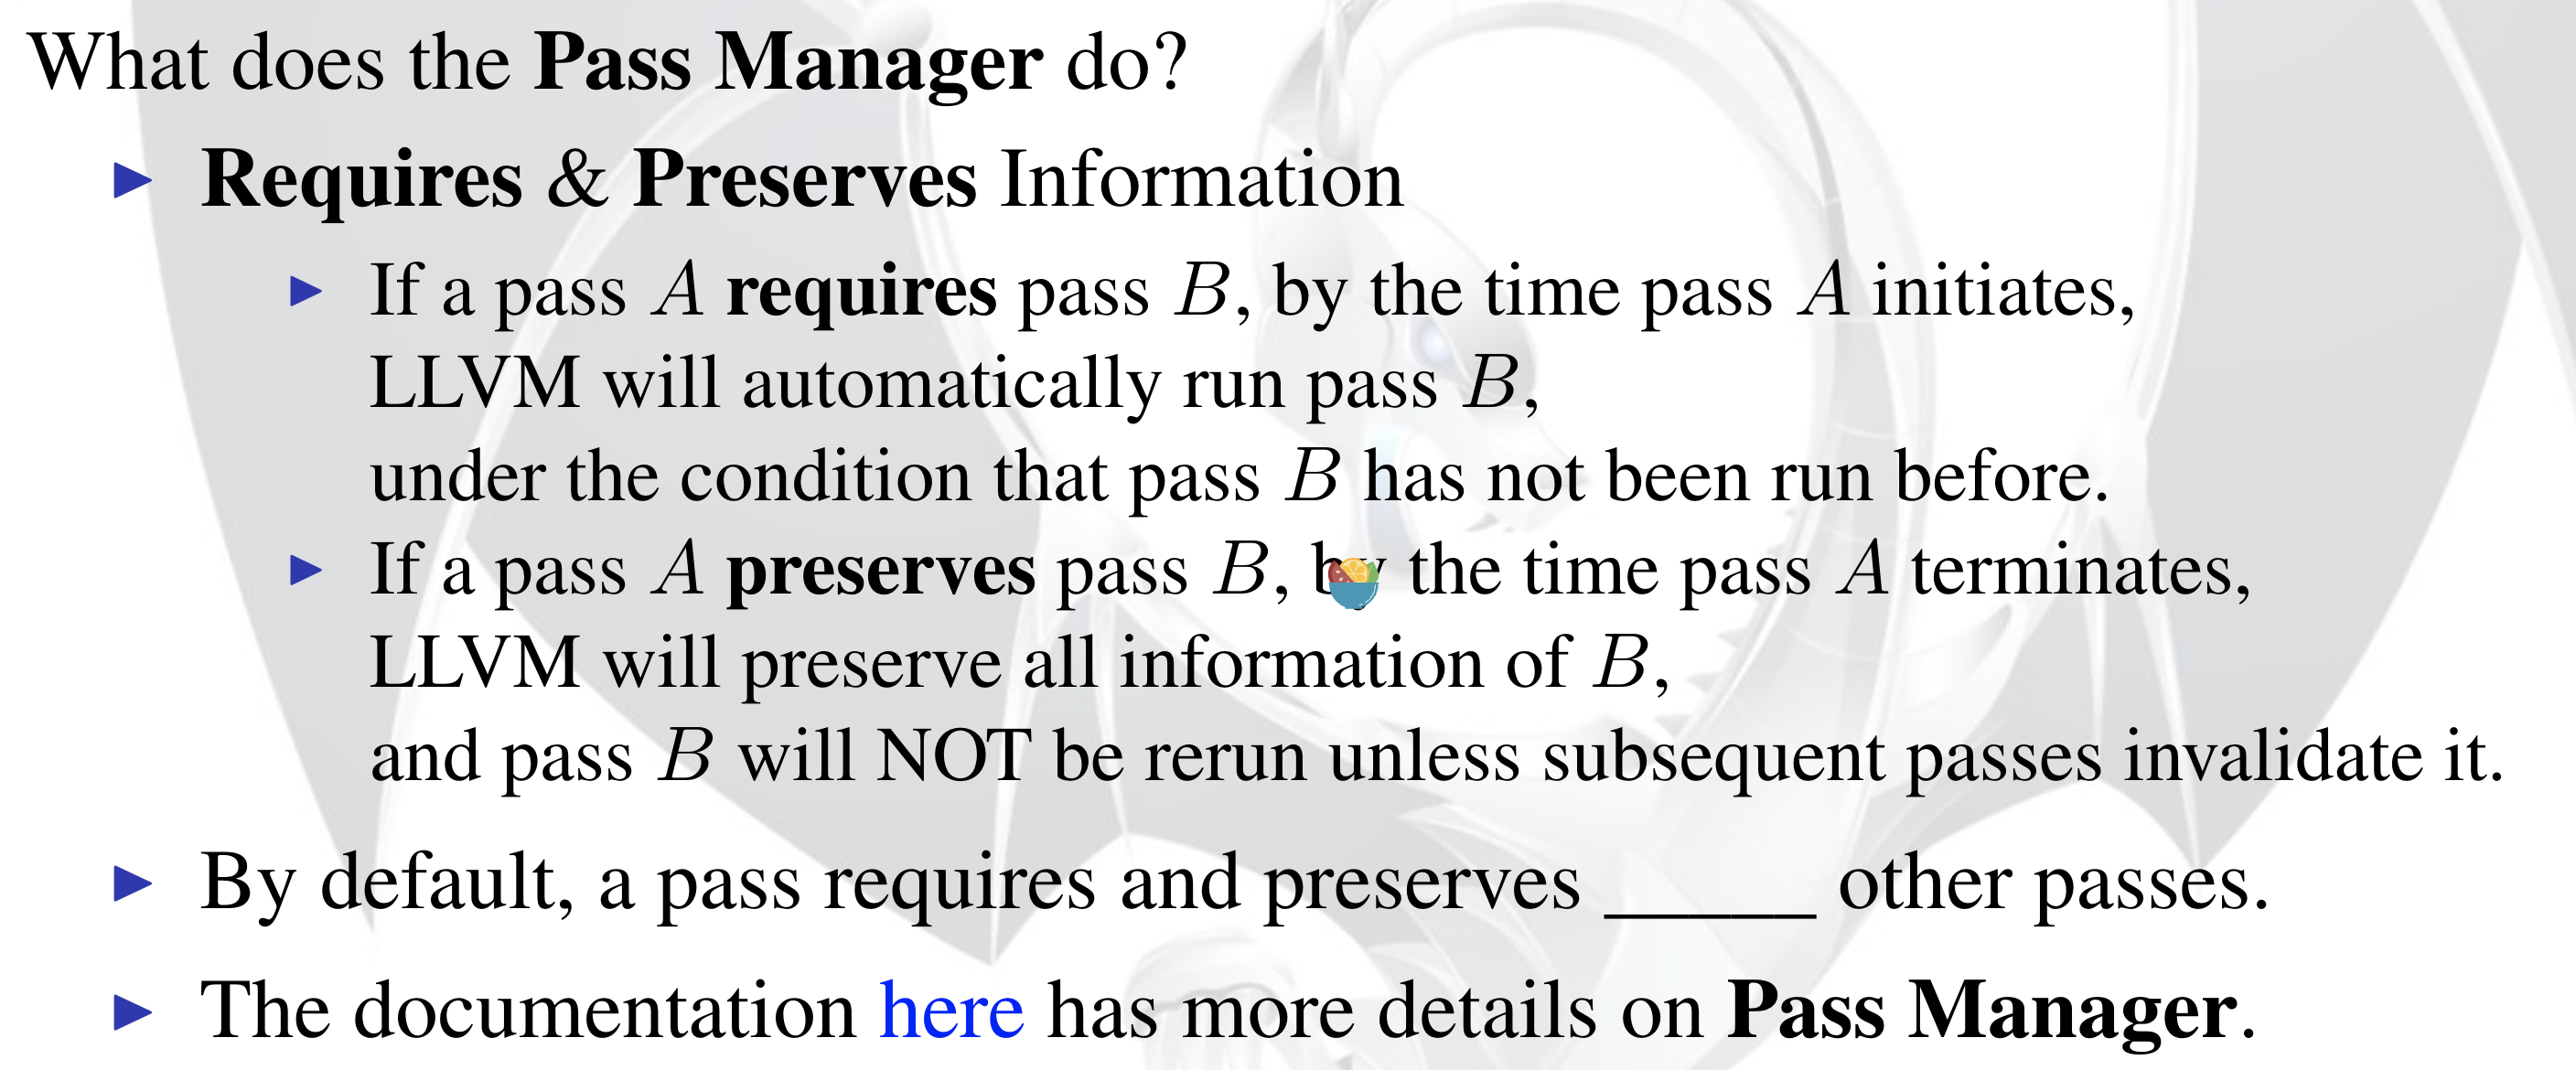 What does the Pass Manager do?
Requires & Preserves Information
If a pass A requires pass B, by the time pass A initiates,
LLVM will automatically run pass B,
under the condition that pass B has not been run before.
If a pass A preserves pass B, by the time pass A terminates,
LLVM will preserve all information of B,
and pass B will NOT be rerun unless subsequent passes invalidate it.
By default, a pass requires and preserves _____ other passes.
The documentation here has more details on Pass Manager.